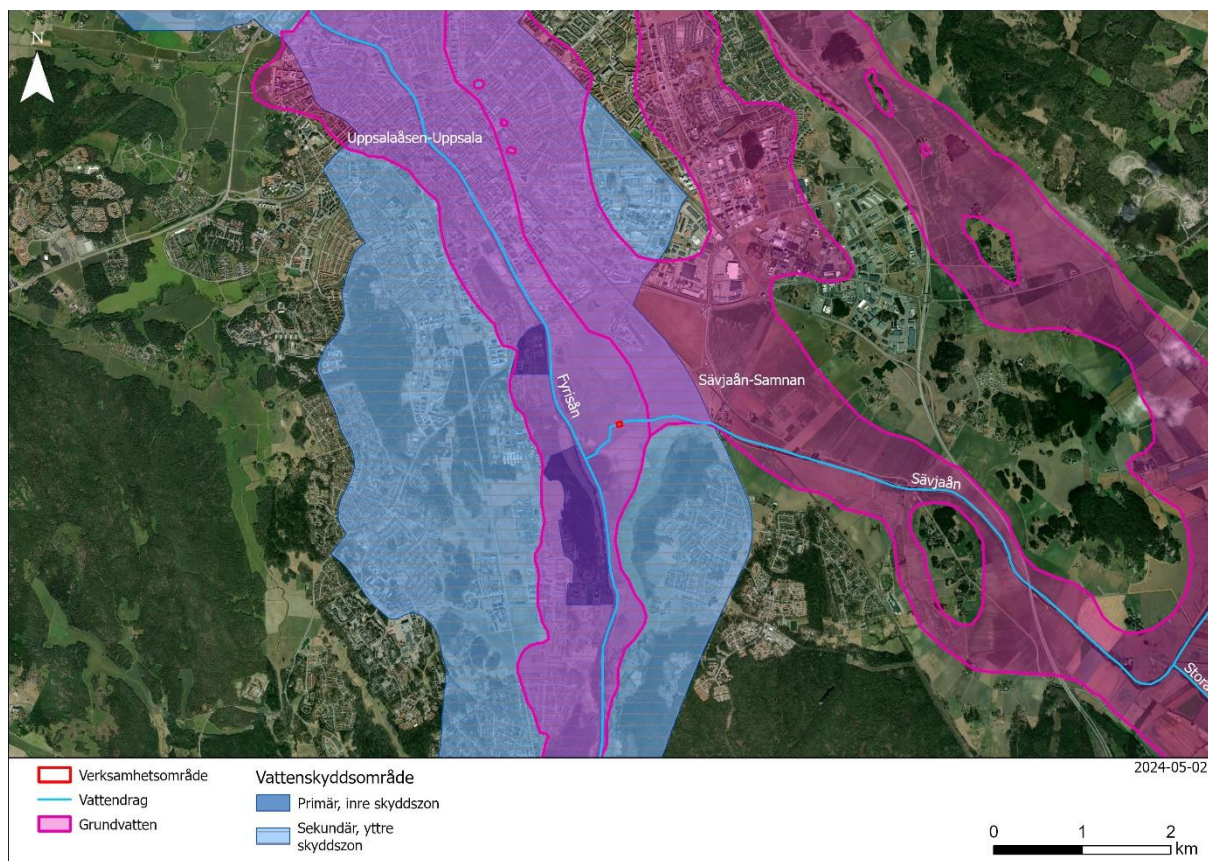 N
Uppsalaåsen-Uppsala
Fyrisån
Sävjaån-Samnan
Sävjaån
Stora
2024-05-02
Verksamhetsområde
Vattendrag
Grundvatten
Vattenskyddsområde
Primär, inre skyddszon
Sekundär, yttre
skyddszon
0 1 2
km